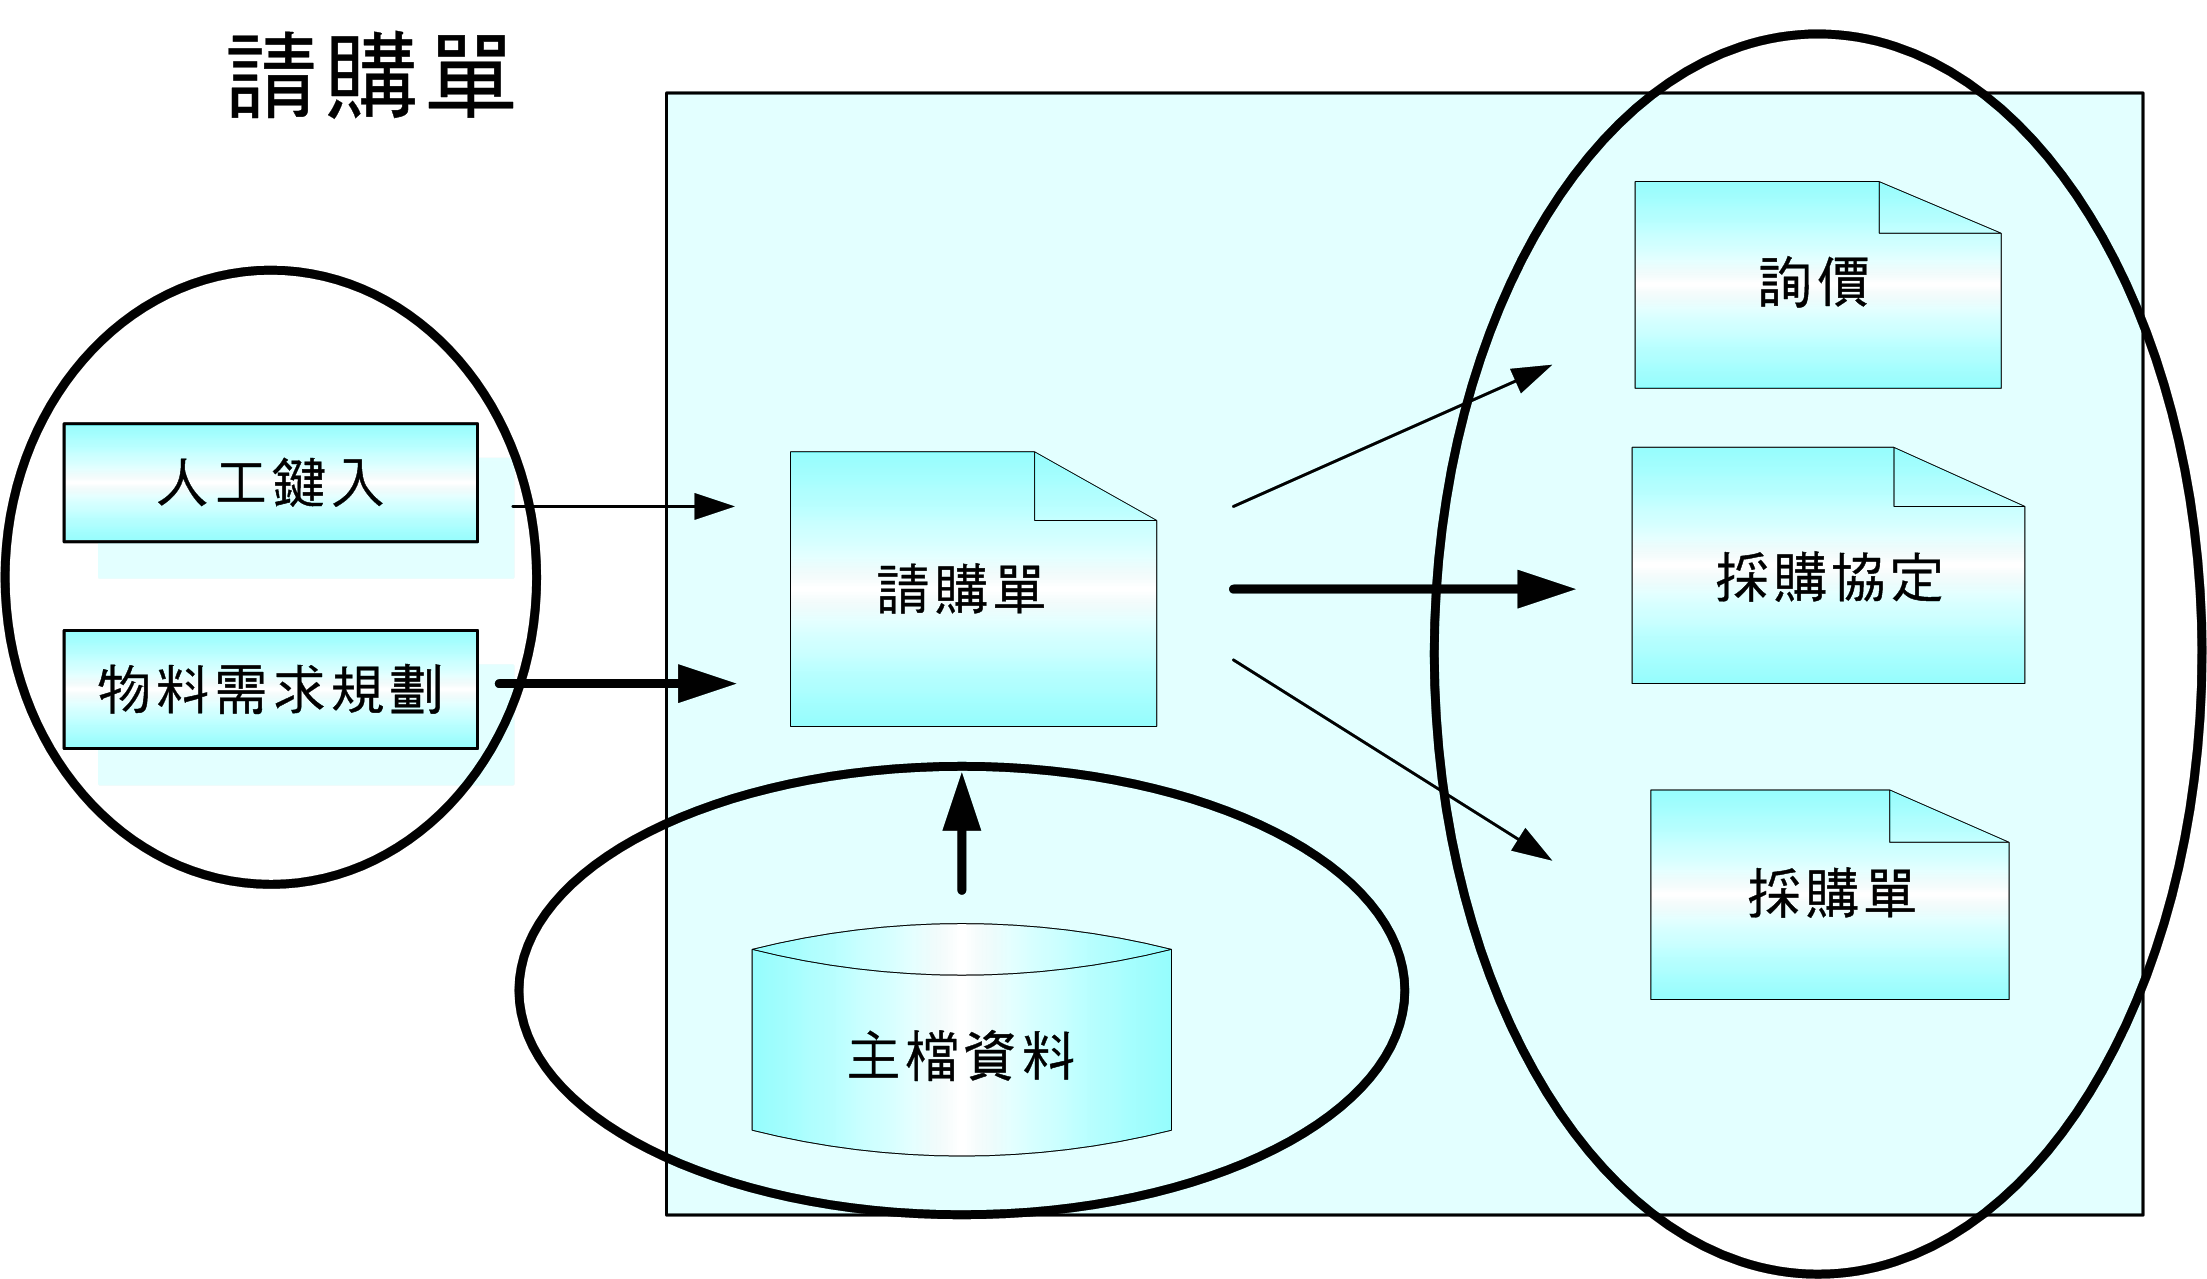 請購單
人工鍵入
物料需求規劃
請購單
主檔資料
詢價
採購協定
採購單